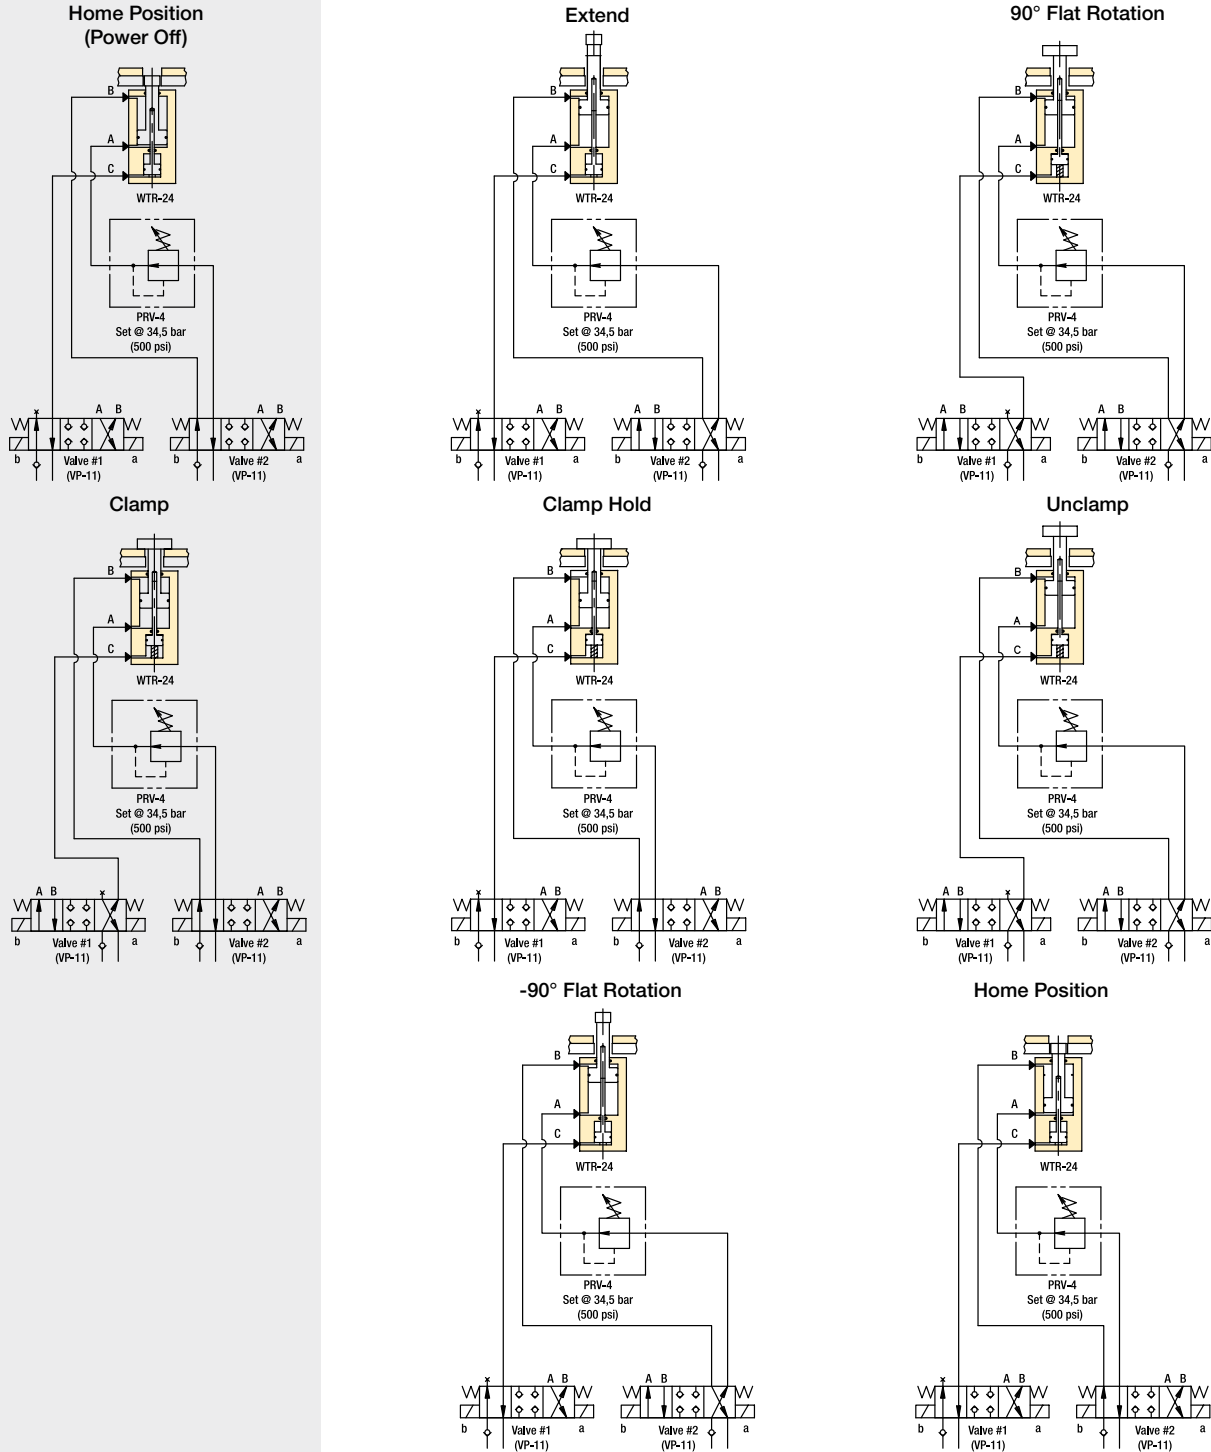 Home Position
(Power Off)
B
A
C
WTR-24
PRV-4
Set @ 34,5 bar
(500 psi)
x
A B
A B
b
Valve #1
(VP-11)
b
Valve #2
(VP-11)
a
Extend
B
A
C
WTR-24
PRV-4
Set @ 34,5 bar
(500 psi)
x
A B
A B
b
Valve #1
(VP-11)
a
b
Valve #2
(VP-11)
a
90° Flat Rotation
B
A
C
WTR-24
PRV-4
Set @ 34,5 bar
(500 psi)
A B
x
A B
b
Valve #1
(VP-11)
a
b
Valve #2
(VP-11)
a
Clamp
B
A
C
WTR-24
PRV-4
Set @ 34,5 bar
(500 psi)
A B
x
A B
b
Valve #1
(VP-11)
a
b
Valve #2
(VP-11)
a
Clamp Hold
B
A
C
WTR-24
PRV-4
Set @ 34,5 bar
(500 psi)
x
A B
A B
b
Valve #1
(VP-11)
a
b
Valve #2
(VP-11)
a
Unclamp
B
A
C
WTR-24
PRV-4
Set @ 34,5 bar
(500 psi)
A B
x
A B
b
Valve #1
(VP-11)
a
b
Valve #2
(VP-11)
a
-90° Flat Rotation
B
A
C
WTR-24
PRV-4
Set @ 34,5 bar
(500 psi)
x
A B
A B
b
Valve #1
(VP-11)
a
b
Valve #2
(VP-11)
a
Home Position
B
A
C
WTR-24
PRV-4
Set @ 34,5 bar
(500 psi)
x
A B
A B
b
Valve #1
(VP-11)
a
b
Valve #2
(VP-11)
a